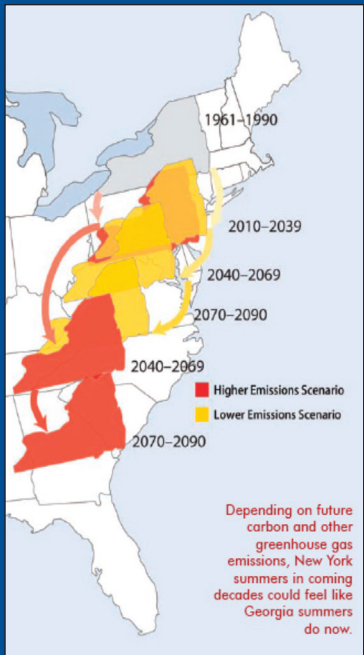 1961–1990
2010–2039
2040–2069
2070–2090
2040–2069
Higher Emissions Scenario
Lower Emissions Scenario
2070–2090
Depending on future
carbon and other
greenhouse gas
emissions, New York
summers in coming
decades could feel like
Georgia summers
do now.